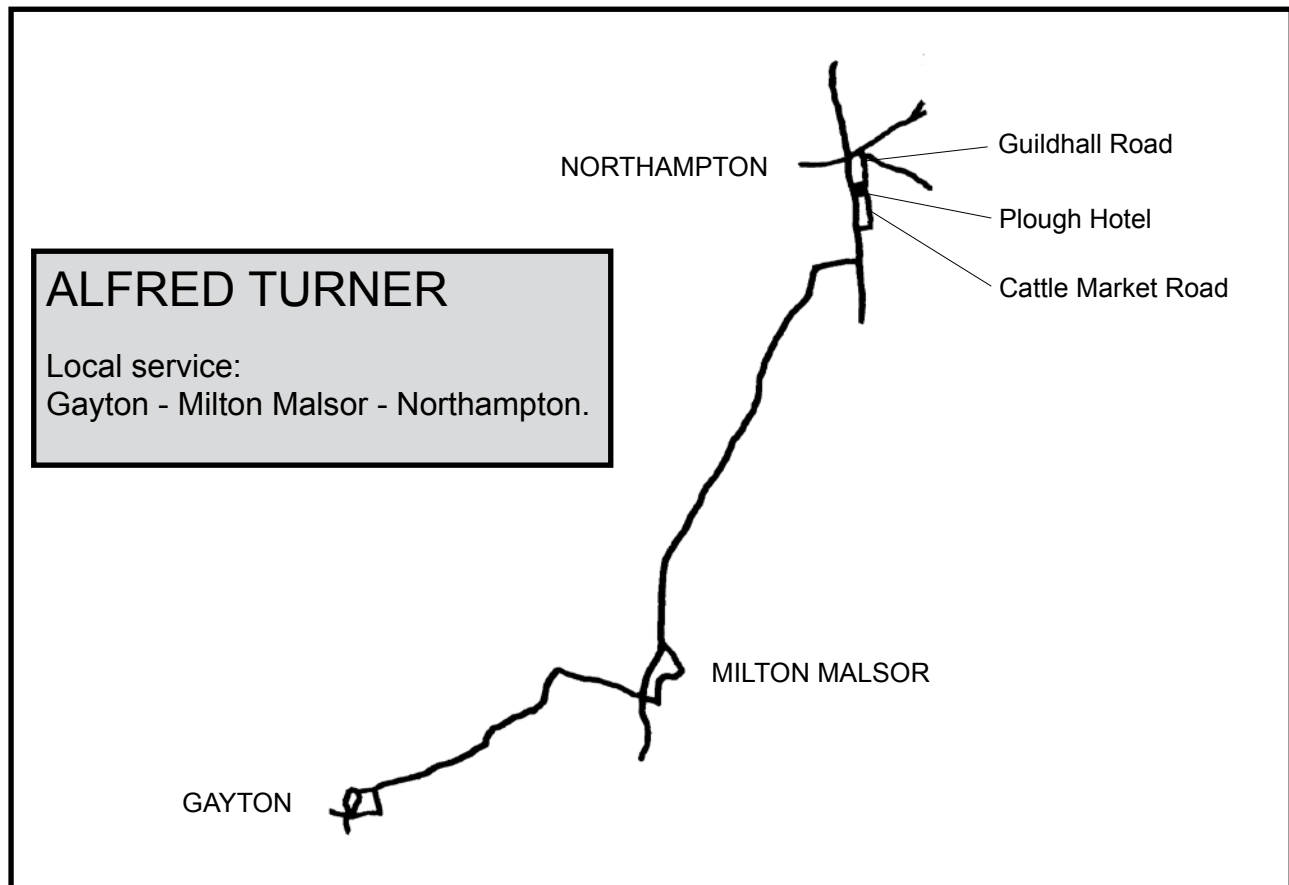 Guildhall Road
NORTHAMPTON
Plough Hotel
Cattle Market Road
ALFRED TURNER
Local service:
Gayton - Milton Malsor - Northampton.
MILTON MALSOR
GAYTON